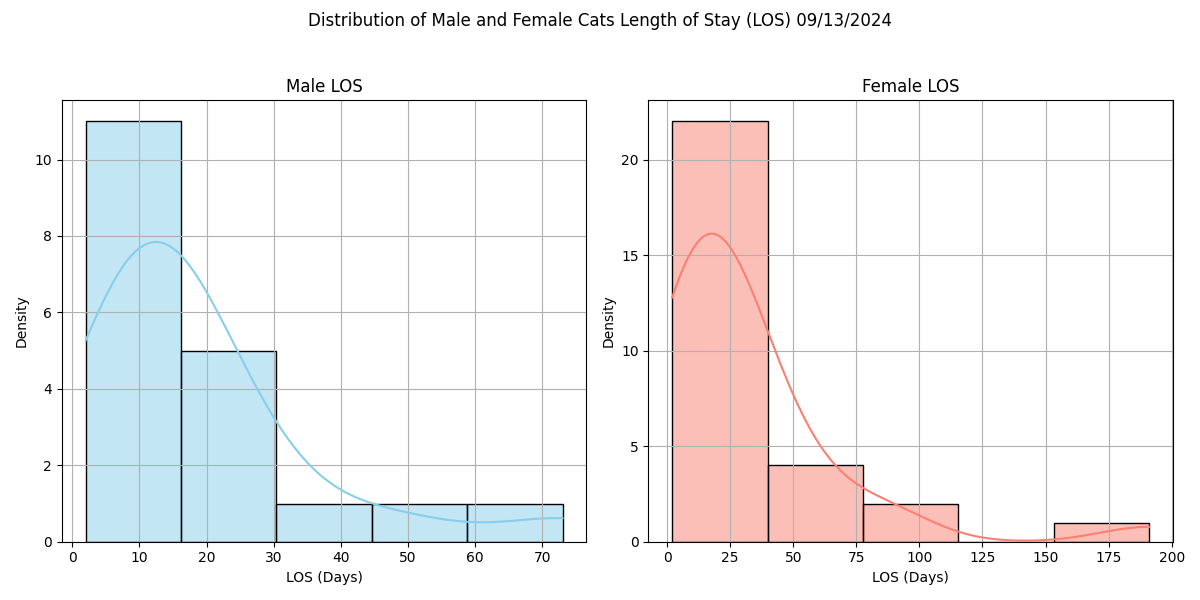 Distribution of Male and Female Cats Length of Stay (LOS) 09/13/2024
Male LOS
Density
10
8
6
4
2
0
0 10 20 30 40 50 60 70
LOS (Days)
Female LOS
Density
20
15
10
5
0
0 25 50 75 100 125 150 175 200
LOS (Days)